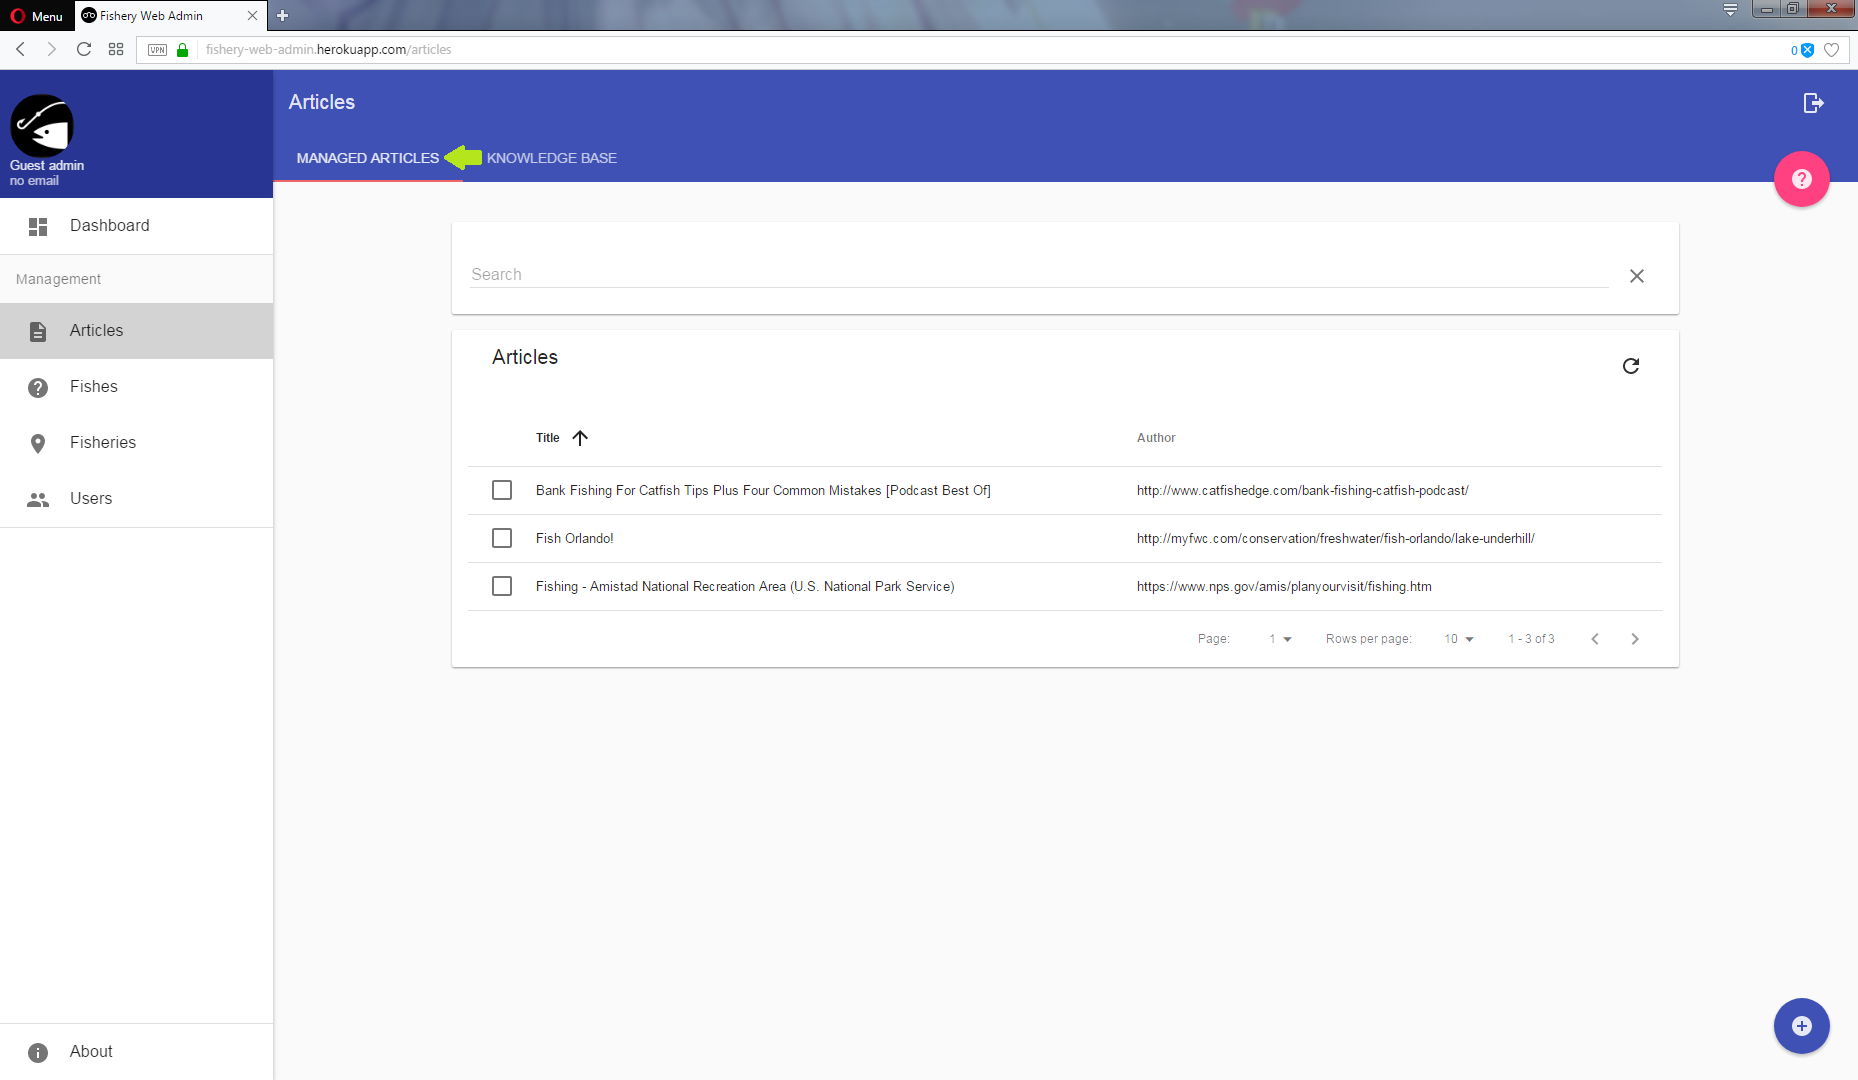 Menu
Fishery Web Admin
VPN
fishery-web-admin.herokuapp.com/articles
0
Articles
Guest admin
no email
MANAGED ARTICLES
KNOWLEDGE BASE
Dashboard
Management
Articles
Fishes
Fisheries
Users
About
Search
Articles
Title
Author
Bank Fishing For Catfish Tips Plus Four Common Mistakes [Podcast Best Of]
http://www.catfishedge.com/bank-fishing-catfish-podcast/
Fish Orlando!
http://myfwc.com/conservation/freshwater/fish-orlando/lake-underhill/
Fishing - Amistad National Recreation Area (U.S. National Park Service)
https://www.nps.gov/amis/planyourvisit/fishing.htm
Page: 1 Rows per page: 10 1 - 3 of 3